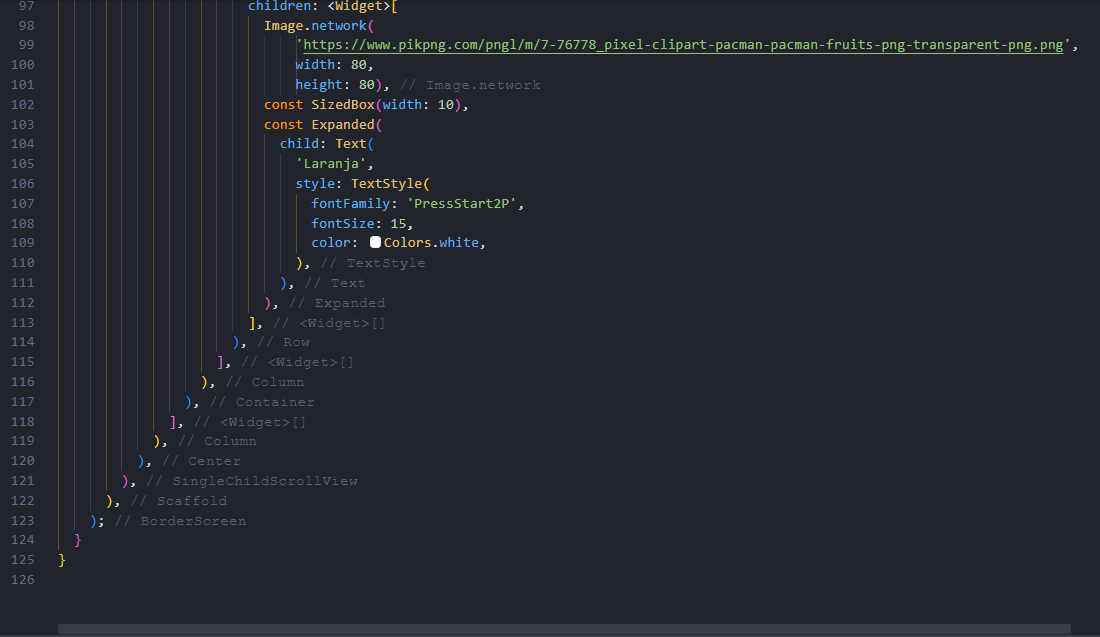 97 children: <Widget>[
98 Image.network(
99 'https://www.pikpng.com/pngl/m/7-76778_pixel-clipart-pacman-pacman-fruits-png-transparent-png.png',
100 width: 80,
101 height: 80), // Image.network
102 const SizedBox(width: 10),
103 const Expanded(
104 child: Text(
105 'Laranja',
106 style: TextStyle(
107 fontFamily: 'PressStart2P',
108 fontSize: 15,
109 color: Colors.white,
110 ), // TextStyle
111 ), // Text
112 ), // Expanded
113 ], // <Widget>[]
114 ), // Row
115 ], // <Widget>[]
116 ), // Column
117 ), // Container
118 ], // <Widget>[]
119 ), // Column
120 ), // Center
121 ), // SingleChildScrollView
122 ), // Scaffold
123 ); // BorderScreen
124 }
125 }
126